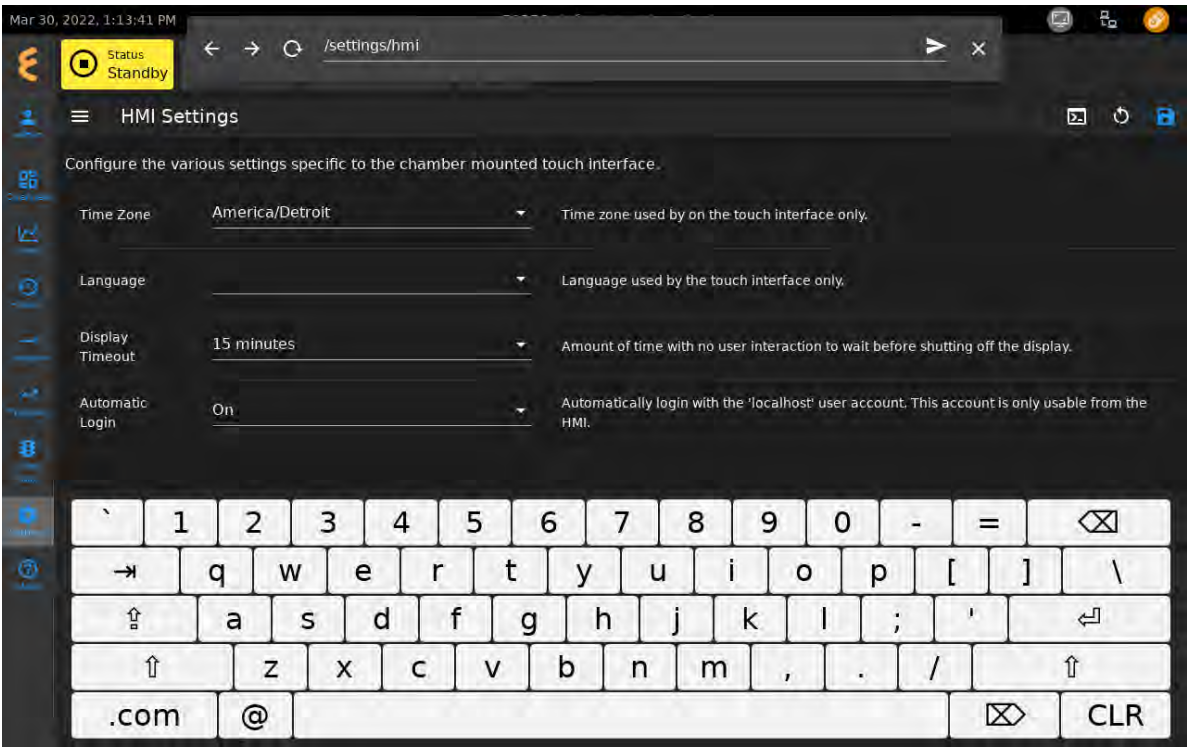 Mar 30, 2022, 1:13:41 PM
Status
Standby
/settings/hmi
HMI Settings
Configure the various settings specific to the chamber mounted touch interface.
Time Zone America/Detroit Time zone used by on the touch interface only.
Language Language used by the touch interface only.
Display
Timeout 15 minutes Amount of time with no user interaction to wait before shutting off the display.
Automatic
Login On Automatically login with the 'localhost' user account. This account is only usable from the
HMI.
` 1 2 3 4 5 6 7 8 9 0 - =
q w e r t y u i o p [ ] \
a s d f g h j k l ; '
z x c v b n m , . /
.com @ CLR